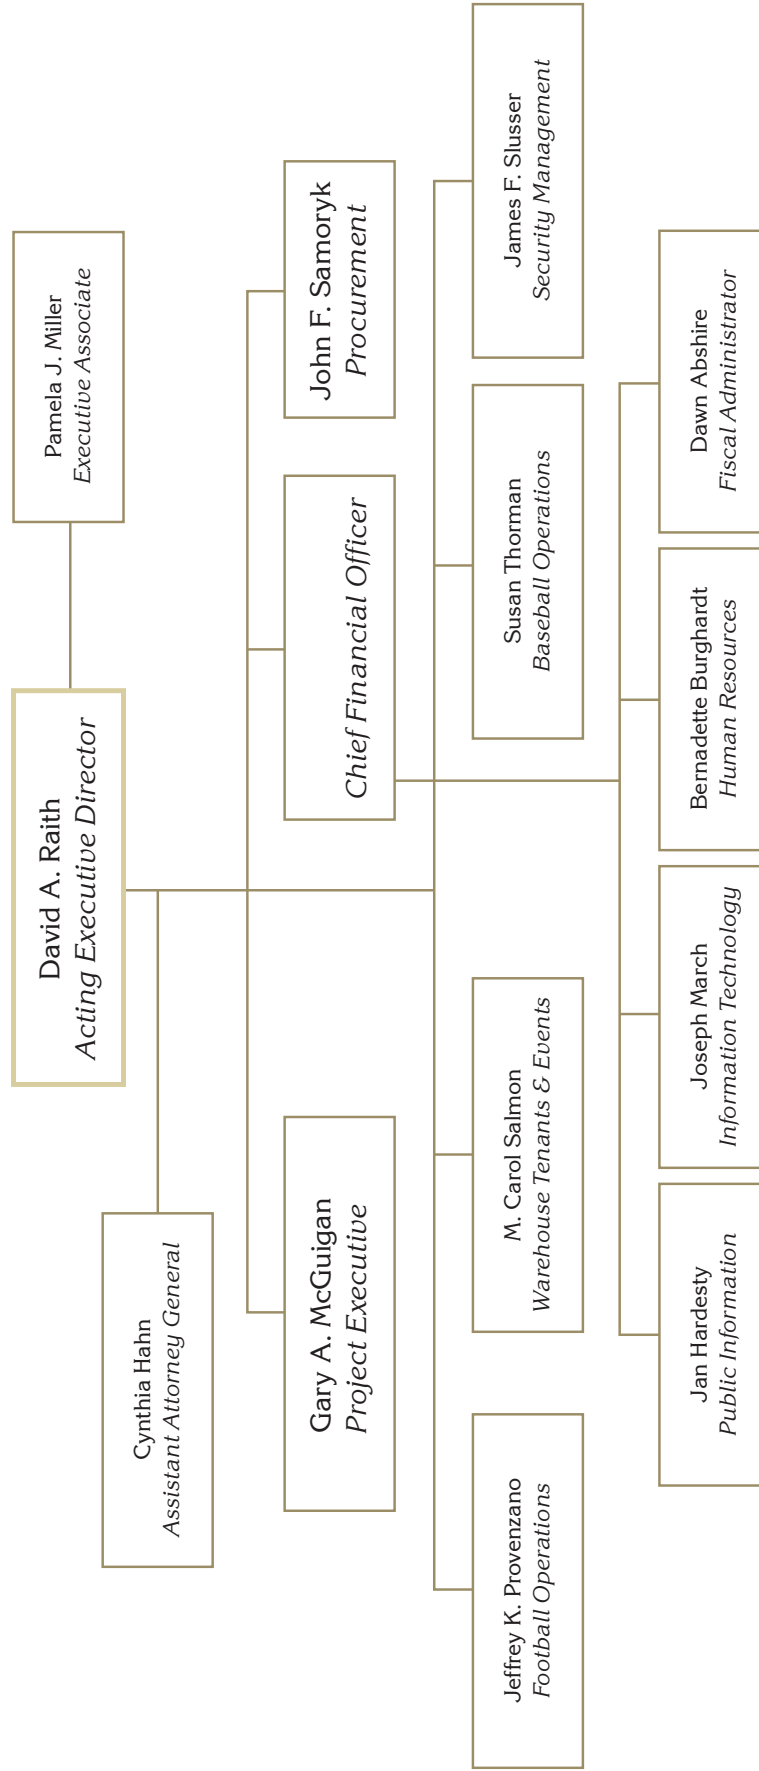 David A. Raith
Acting Executive Director
Pamela J. Miller
Executive Associate
Cynthia Hahn
Assistant Attorney General
Gary A. McGuigan
Project Executive
Chief Financial Officer
John F. Samoryk
Procurement
Jeffrey K. Provenzano
Football Operations
M. Carol Salmon
Warehouse Tenants & Events
Susan Thorman
Baseball Operations
James F. Slusser
Security Management
Jan Hardesty
Public Information
Joseph March
Information Technology
Bernadette Burghardt
Human Resources
Dawn Abshire
Fiscal Administrator